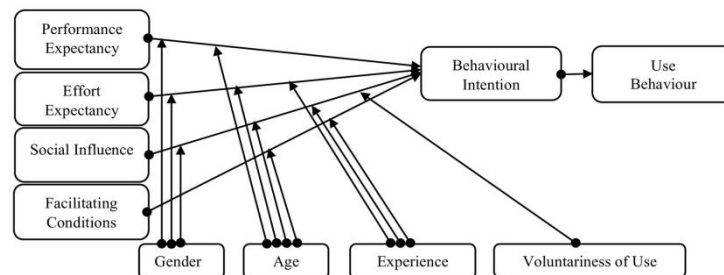 Performance
Expectancy
Effort
Expectancy
Social Influence
Facilitating
Conditions
Behavioural
Intention
Use
Behaviour
Gender
Age
Experience
Voluntariness of Use